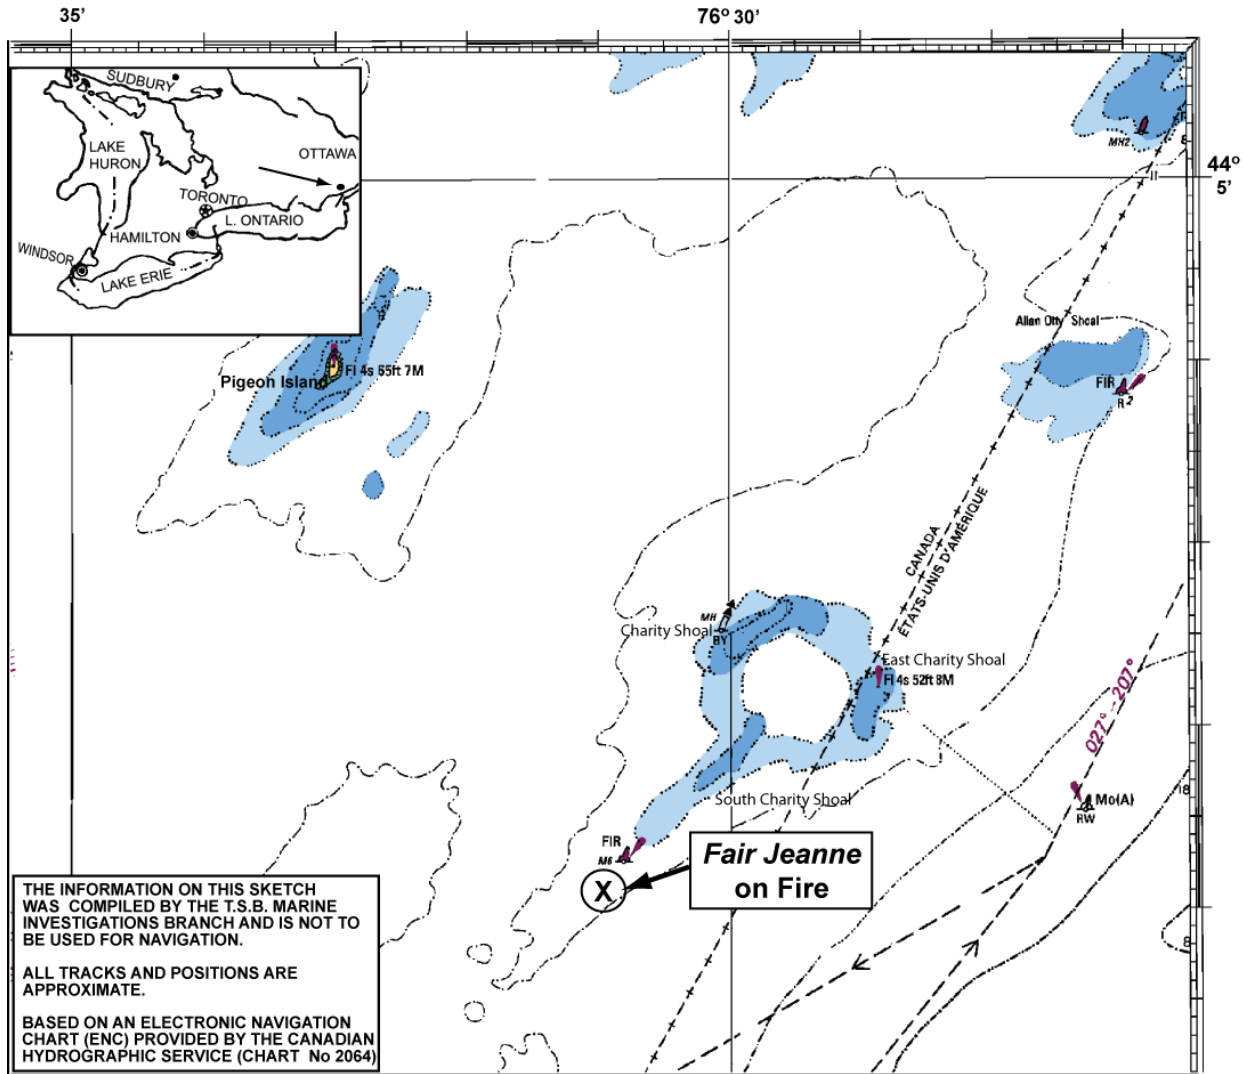 35'
76° 30'
SUDBURY
LAKE
HURON
OTTAWA
TORONTO
L. ONTARIO
HAMILTON
WINDSOR
LAKE ERIE
MH2
44°
5'
11
Allan Otty Shoal
FIR
R 2
Pigeon Island
Fl 4s 65ft 7M
CANADA
ÉTATS-UNIS D'AMÉRIQUE
MH
Charity Shoal
BY
East Charity Shoal
Fl 4s 52ft 8M
027° - 207°
South Charity Shoal
Mo(A)
RW
18
FIR
M6
X
Fair Jeanne
on Fire
8
THE INFORMATION ON THIS SKETCH
WAS COMPILED BY THE T.S.B. MARINE
INVESTIGATIONS BRANCH AND IS NOT TO
BE USED FOR NAVIGATION.
ALL TRACKS AND POSITIONS ARE
APPROXIMATE.
BASED ON AN ELECTRONIC NAVIGATION
CHART (ENC) PROVIDED BY THE CANADIAN
HYDROGRAPHIC SERVICE (CHART No 2064)